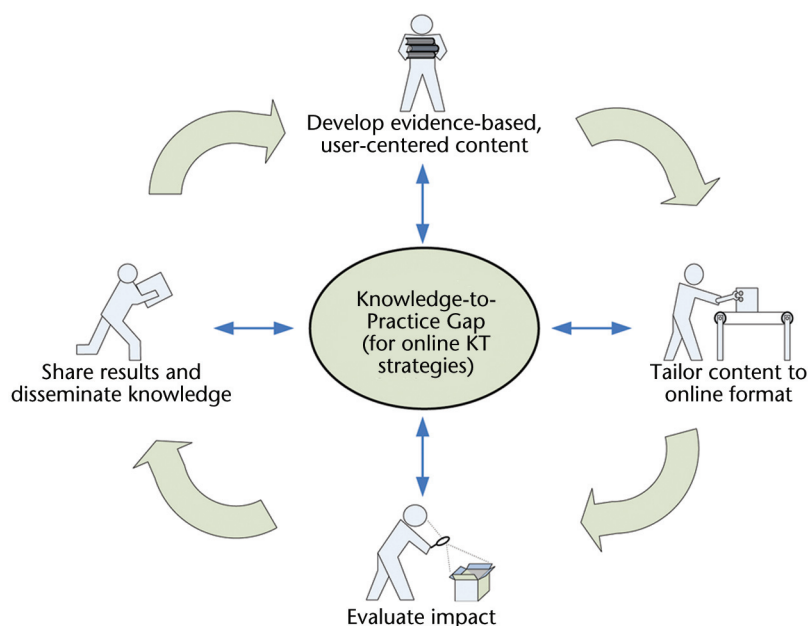 Develop evidence-based,
user-centered content
Knowledge-to-
Practice Gap
(for online KT
strategies)
Share results and
disseminate knowledge
Tailor content to
online format
Evaluate impact